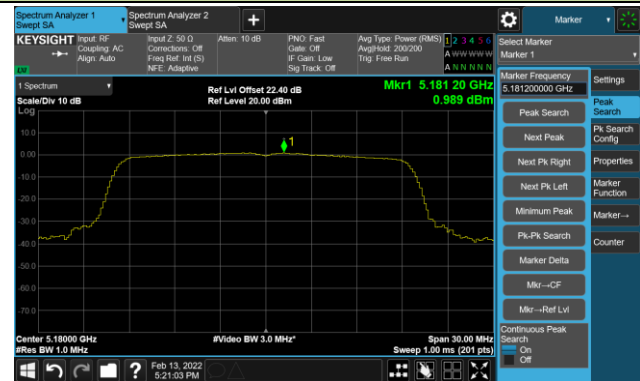 Spectrum Analyzer 1
Swept SA
Spectrum Analyzer 2
Swept SA
+
Marker
KEYSIGHT
Input: RF
Coupling: AC
Align: Auto
Input Z: 50 Ω
Corrections: Off
Freq Ref: Int (S)
NFE: Adaptive
Atten: 10 dB
PNO: Fast
Gate: Off
IF Gain: Low
Sig Track: Off
Avg Type: Power (RMS)
Avg|Hold: 200/200
Trig: Free Run
1 2 3 4 5 6
A W W W W W
A N N N N N
Select Marker
Marker 1
LXI
1 Spectrum
Scale/Div 10 dB
Log
Ref Lvl Offset 22.40 dB
Ref Level 20.00 dBm
Mkr1 5.181 20 GHz
0.989 dBm
10.0
0.00
-10.0
-20.0
-30.0
-40.0
-50.0
-60.0
-70.0
1
Center 5.18000 GHz
#Res BW 1.0 MHz
#Video BW 3.0 MHz*
Span 30.00 MHz
Sweep 1.00 ms (201 pts)
Marker Frequency
5.181200000 GHz
Peak Search
Next Peak
Next Pk Right
Next Pk Left
Minimum Peak
Pk-Pk Search
Marker Delta
Mkr→CF
Mkr→Ref Lvl
Continuous Peak
Search
On
Off
Settings
Peak
Search
Pk Search
Config
Properties
Marker
Function
Marker→
Counter
?
Feb 13, 2022
5:21:03 PM